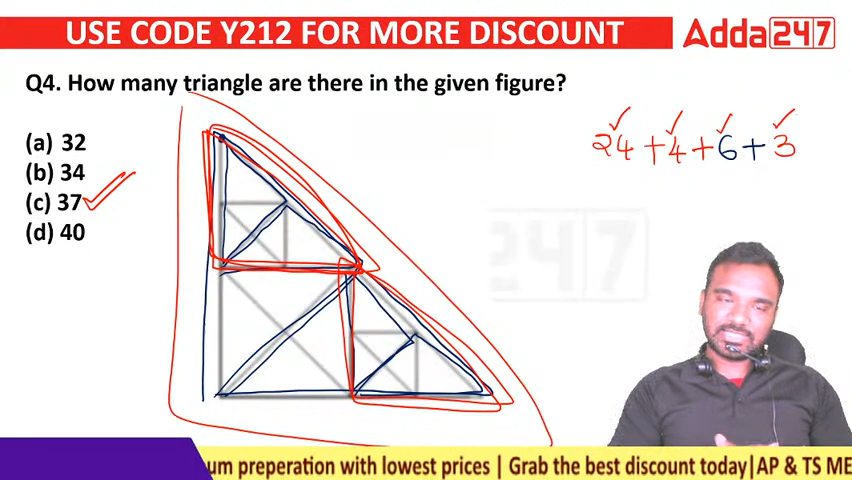 USE CODE Y212 FOR MORE DISCOUNT
Adda247
Q4. How many triangle are there in the given figure?
(a) 32
(b) 34
(c) 37
(d) 40
24 + 4 + 6 + 3
247
um preperation with lowest prices | Grab the best discount today|AP & TS ME